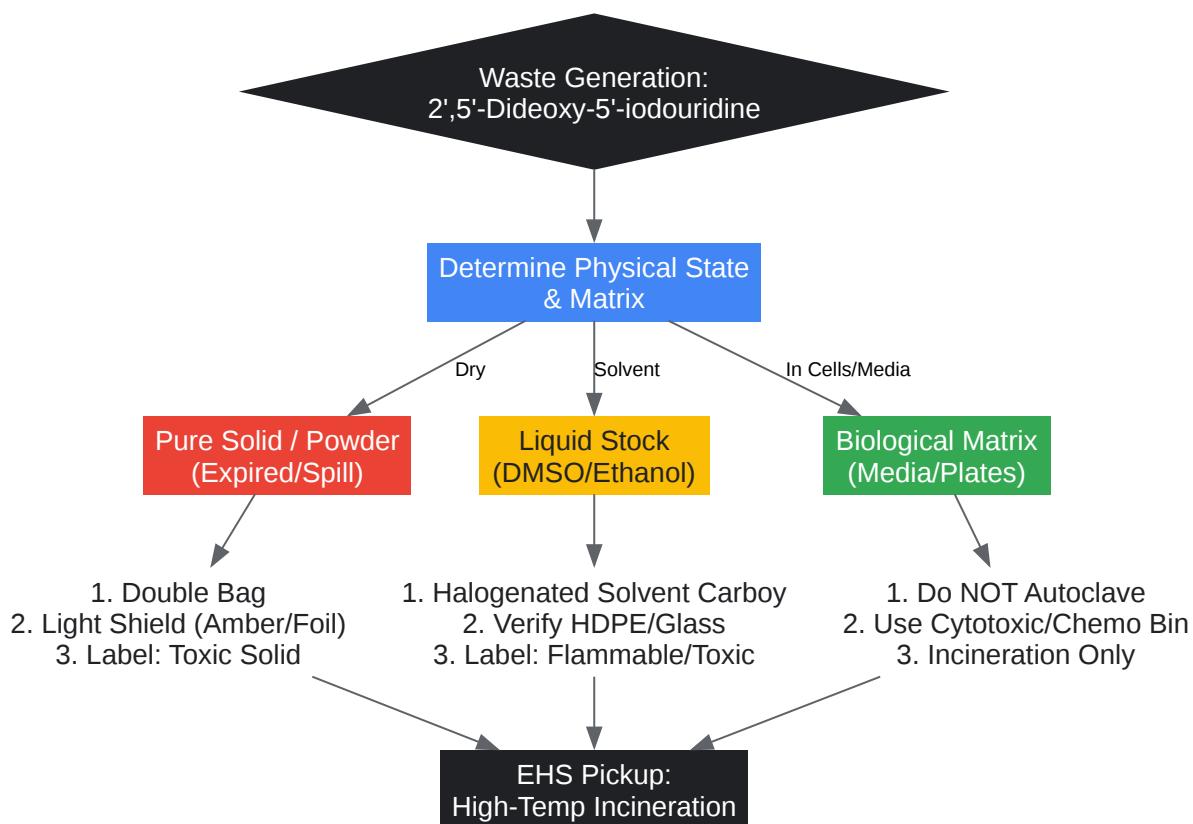 Waste Generation:
2',5'-Dideoxy-5'-iodouridine
Determine Physical State
& Matrix
Dry
Solvent
In Cells/Media
Pure Solid / Powder
(Expired/Spill)
Liquid Stock
(DMSO/Ethanol)
Biological Matrix
(Media/Plates)
1. Double Bag
2. Light Shield (Amber/Foil)
3. Label: Toxic Solid
1. Halogenated Solvent Carboy
2. Verify HDPE/Glass
3. Label: Flammable/Toxic
1. Do NOT Autoclave
2. Use Cytotoxic/Chemo Bin
3. Incineration Only
EHS Pickup:
High-Temp Incineration